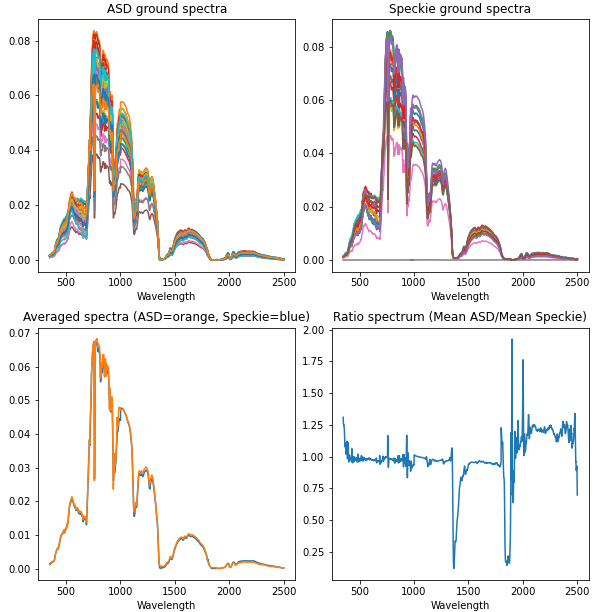 ASD ground spectra
0.08
0.06
0.04
0.02
0.00
500 1000 1500 2000 2500
Wavelength
Speckie ground spectra
0.08
0.06
0.04
0.02
0.00
500 1000 1500 2000 2500
Wavelength
Averaged spectra (ASD=orange, Speckie=blue)
0.07
0.06
0.05
0.04
0.03
0.02
0.01
0.00
500 1000 1500 2000 2500
Wavelength
Ratio spectrum (Mean ASD/Mean Speckie)
2.00
1.75
1.50
1.25
1.00
0.75
0.50
0.25
500 1000 1500 2000 2500
Wavelength